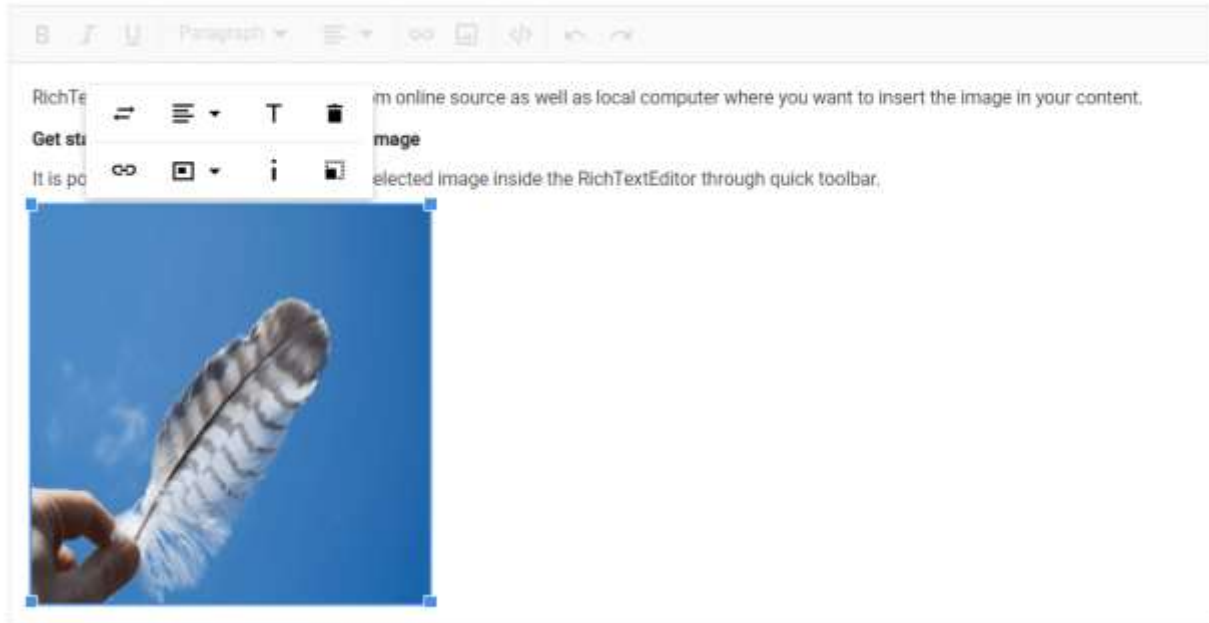 B I U Paragraph
RichTe m online source as well as local computer where you want to insert the image in your content.
Get sta mage
It is po elected image inside the RichTextEditor through quick toolbar.